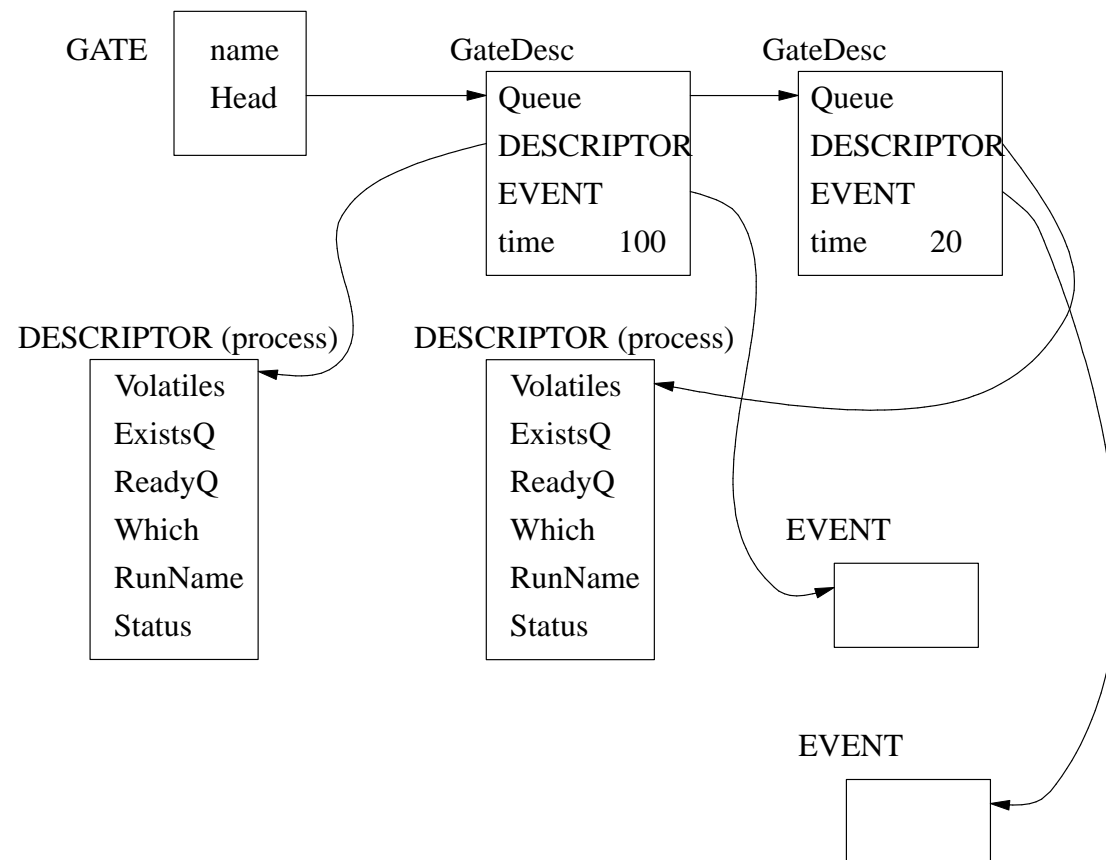 GATE
name
Head
GateDesc
Queue
DESCRIPTOR
EVENT
time 100
GateDesc
Queue
DESCRIPTOR
EVENT
time 20
DESCRIPTOR (process)
Volatiles
ExistsQ
ReadyQ
Which
RunName
Status
DESCRIPTOR (process)
Volatiles
ExistsQ
ReadyQ
Which
RunName
Status
EVENT
EVENT